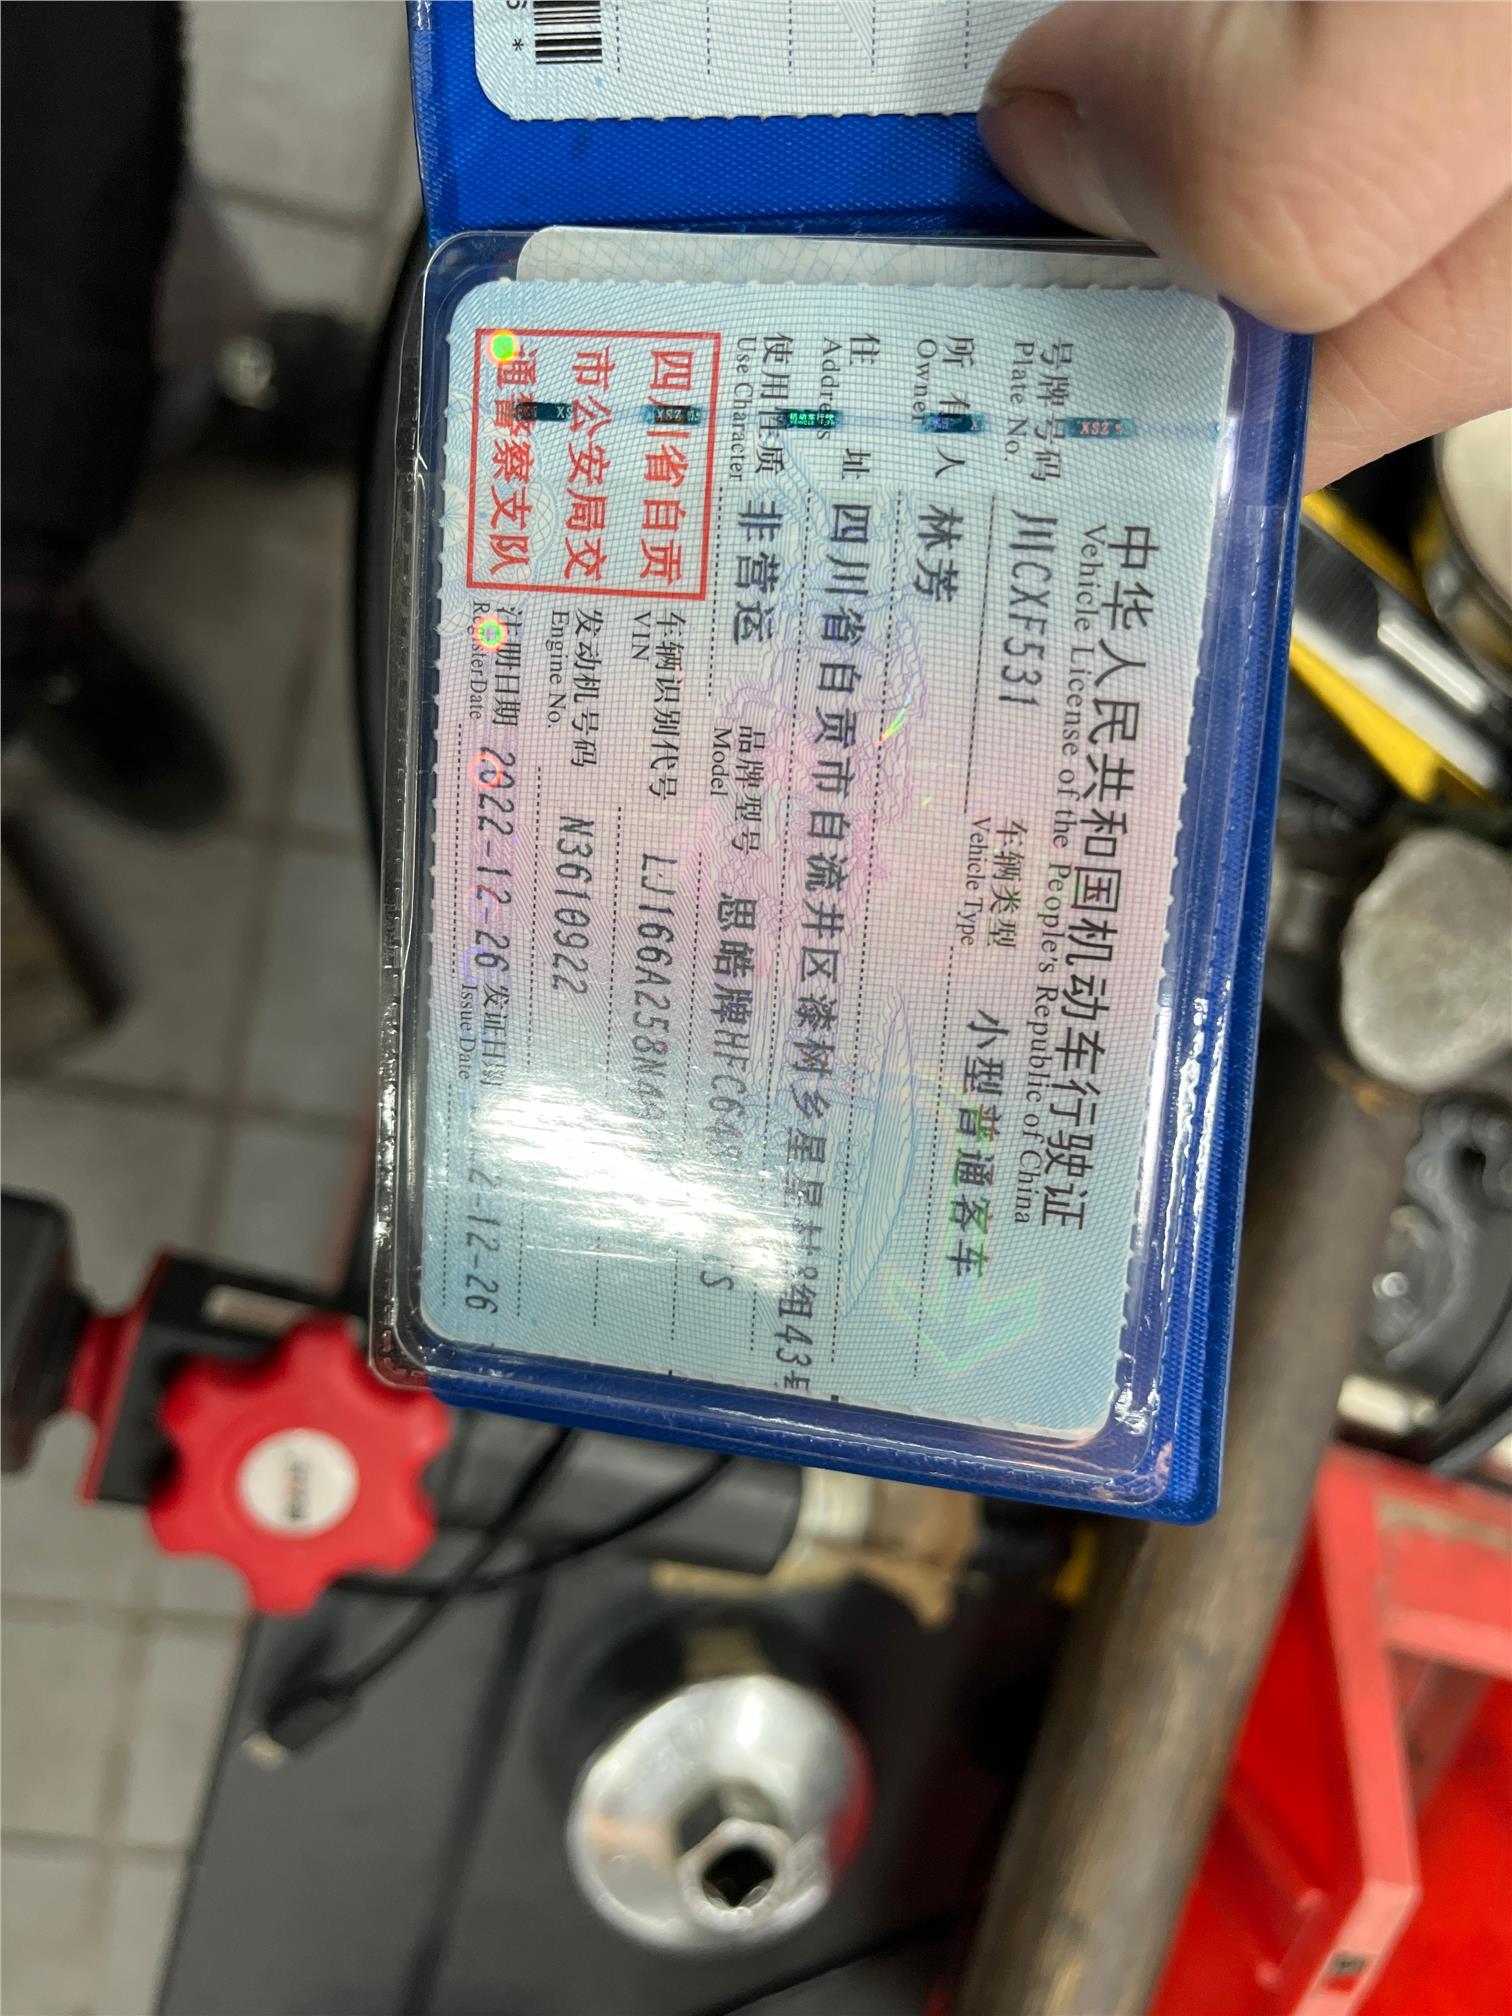 中华人民共和国机动车行驶证
Vehicle License of the People's Republic of China
号牌号码 川CXF531 车辆类型 小型普通客车
Plate No. Vehicle Type
所有人 林芳
Owner
住址 四川省自贡市自流井区漆树乡星星村 组43号
Address
使用性质 非营运 品牌型号 思皓牌HFC648
Use Character Model
四川省自贡
市公安局交
通警察支队
车辆识别代号 LJ166A258N4
VIN
发动机号码 N3610922
Engine No.
注册日期 2022-12-26 发证日期 2-12-26
Register Date Issue Date